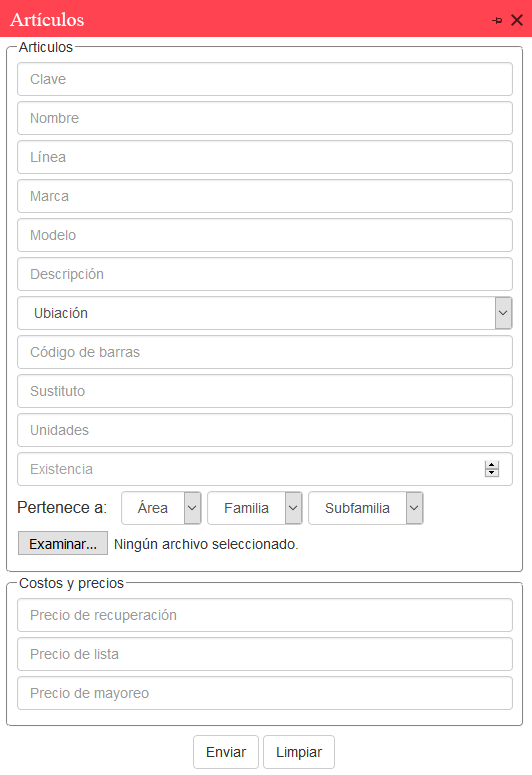 Artículos
Articulos
Clave
Nombre
Línea
Marca
Modelo
Descripción
Ubiación
Código de barras
Sustituto
Unidades
Existencia
Pertenece a: Área Familia Subfamilia
Examinar... Ningún archivo seleccionado.
Costos y precios
Precio de recuperación
Precio de lista
Precio de mayoreo
Enviar Limpiar